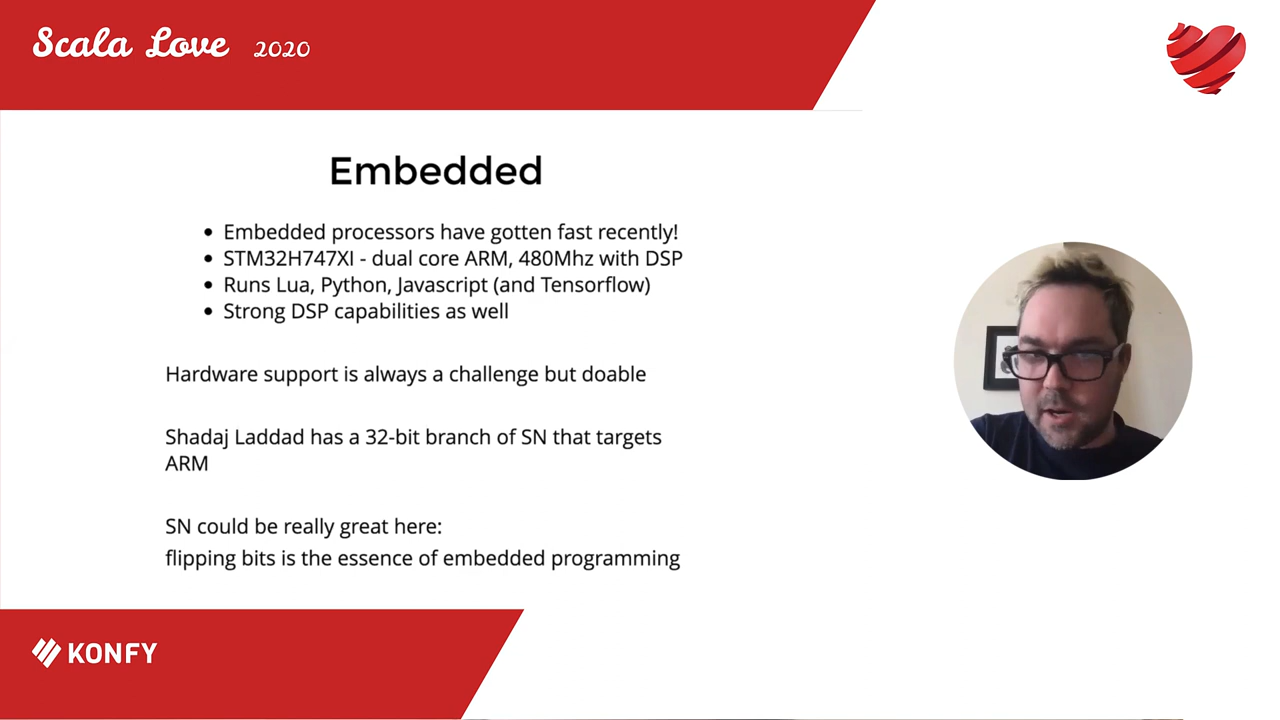 Scala Love 2020
Embedded
• Embedded processors have gotten fast recently!
• STM32H747XI - dual core ARM, 480Mhz with DSP
• Runs Lua, Python, Javascript (and Tensorflow)
• Strong DSP capabilities as well
Hardware support is always a challenge but doable
Shadaj Laddad has a 32-bit branch of SN that targets
ARM
SN could be really great here:
flipping bits is the essence of embedded programming
KONFY